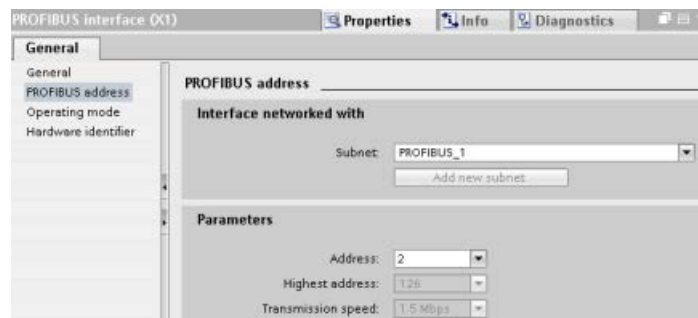 PROFIBUS interface (X1)
Properties
Info
Diagnostics
General
General
PROFIBUS address
Operating mode
Hardware identifier
PROFIBUS address
Interface networked with
Subnet: PROFIBUS_1
Add new subnet
Parameters
Address: 2
Highest address: 126
Transmission speed: 1.5 Mbps